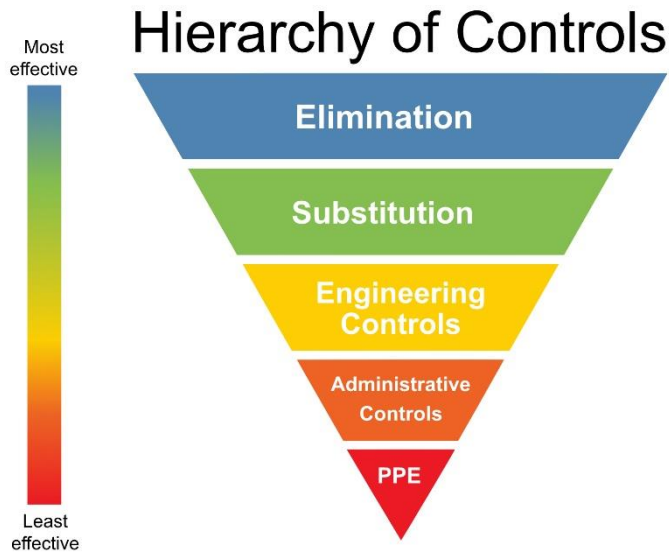 Hierarchy of Controls
Most
effective
Elimination
Substitution
Engineering
Controls
Administrative
Controls
PPE
Least
effective